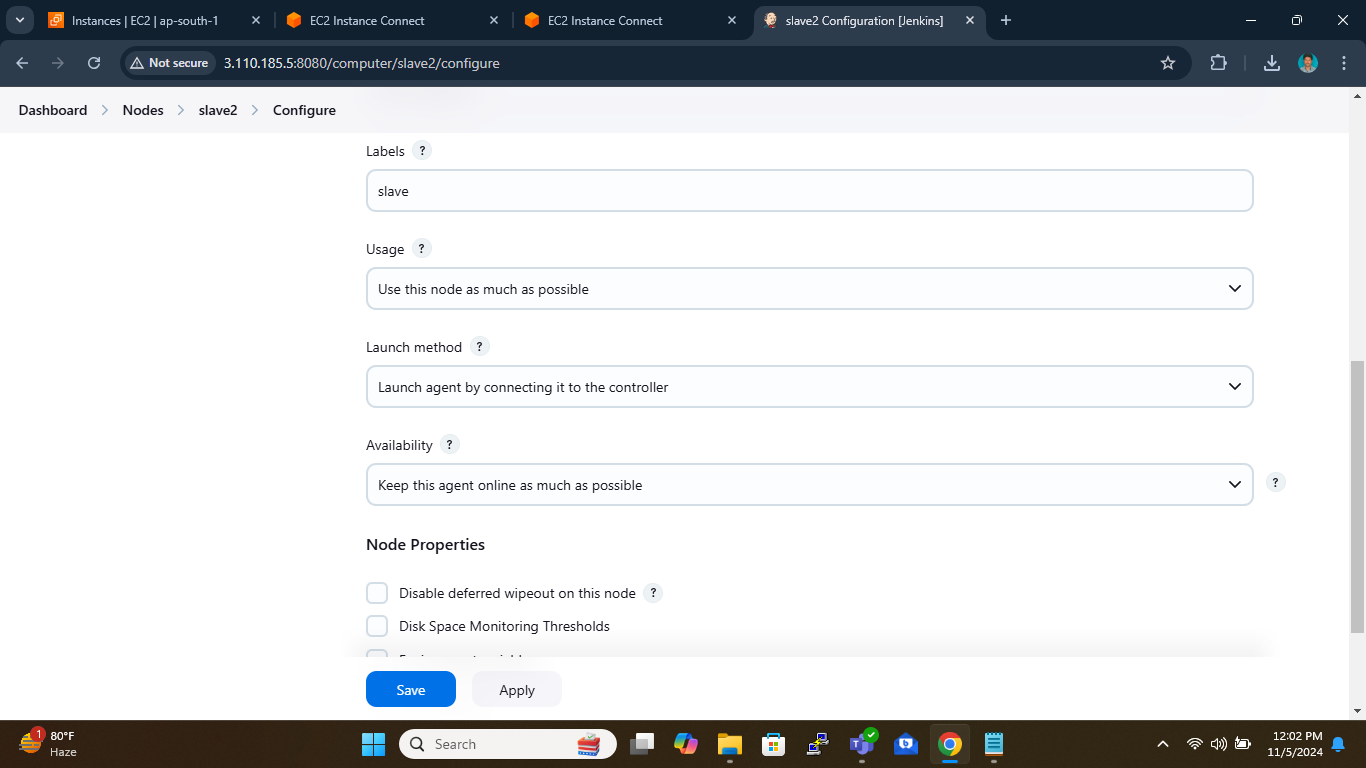 Instances | EC2 | ap-south-1
EC2 Instance Connect
EC2 Instance Connect
slave2 Configuration [Jenkins]
Not secure
3.110.185.5:8080/computer/slave2/configure
Dashboard
Nodes
slave2
Configure
Labels ?
slave
Usage ?
Use this node as much as possible
Launch method ?
Launch agent by connecting it to the controller
Availability ?
Keep this agent online as much as possible
?
Node Properties
Disable deferred wipeout on this node ?
Disk Space Monitoring Thresholds
Save
Apply
1
80°F
Haze
Search
12:02 PM
11/5/2024